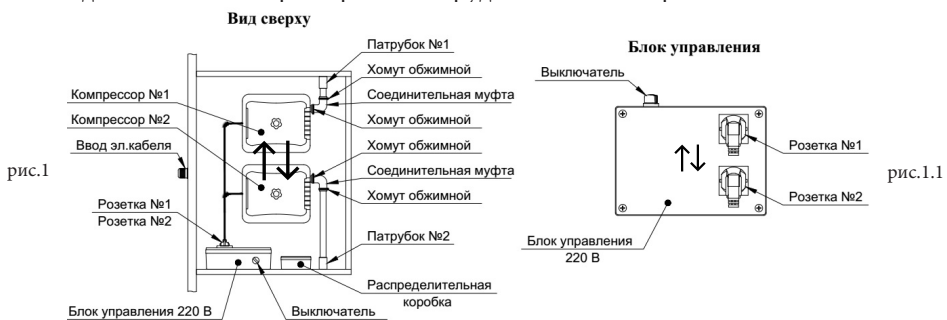 Вид сверху
Патрубок №1
Хомут обжимной
Соединительная муфта
Хомут обжимной
Хомут обжимной
Соединительная муфта
Хомут обжимной
Патрубок №2
Распределительная
коробка
Компрессор №1
Компрессор №2
Ввод эл.кабеля
рис.1
Розетка №1
Розетка №2
Блок управления 220 В
Выключатель
Блок управления
Выключатель
Розетка №1
Розетка №2
рис.1.1
Блок управления
220 В